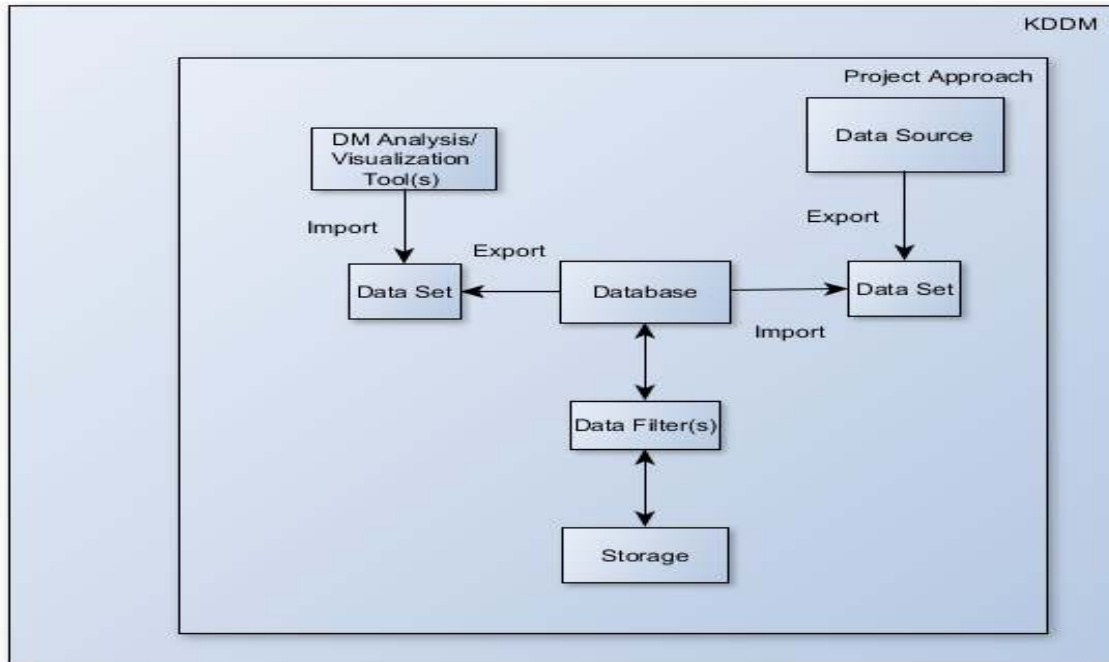 KDDM
Project Approach
DM Analysis/
Visualization
Tool(s)
Data Source
Import
Export
Export
Data Set
Database
Data Set
Import
Data Filter(s)
Storage